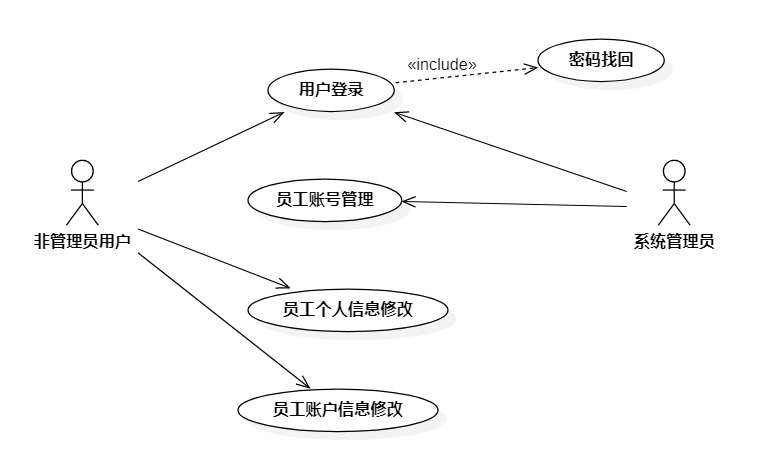 «include»
密码找回
用户登录
员工账号管理
非管理员用户
系统管理员
员工个人信息修改
员工账户信息修改